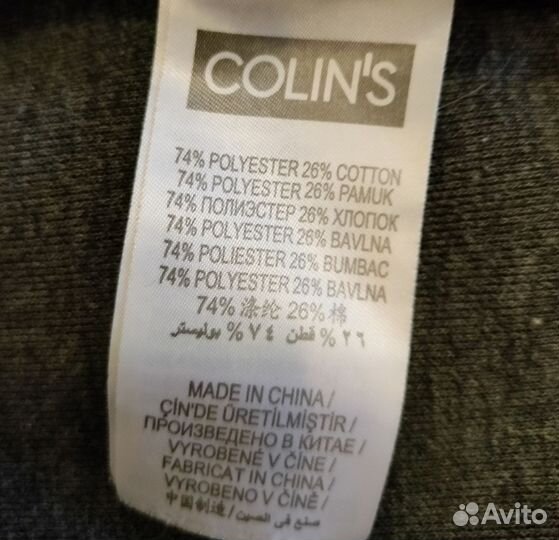 COLIN'S
74% POLYESTER 26% COTTON
74% POLYESTER 26% PAMUK
74% ПОЛИЭСТЕР 26% ХЛОПОК
74% POLYESTER 26% BAVLNA
74% POLIESTER 26% BUMBAC
74% POLYESTER 26% BAVLNA
74% 涤纶 26% 棉
٢٦ % قطن ٧٤ % بوليستر
MADE IN CHINA /
ÇİN'DE ÜRETİLMİŞTİR /
ПРОИЗВЕДЕНО В КИТАЕ /
VYROBENÉ V ČÍNE /
FABRICAT IN CHINA /
VYROBENO V ČÍNĚ /
中国制造 / صنع في الصين
Avito